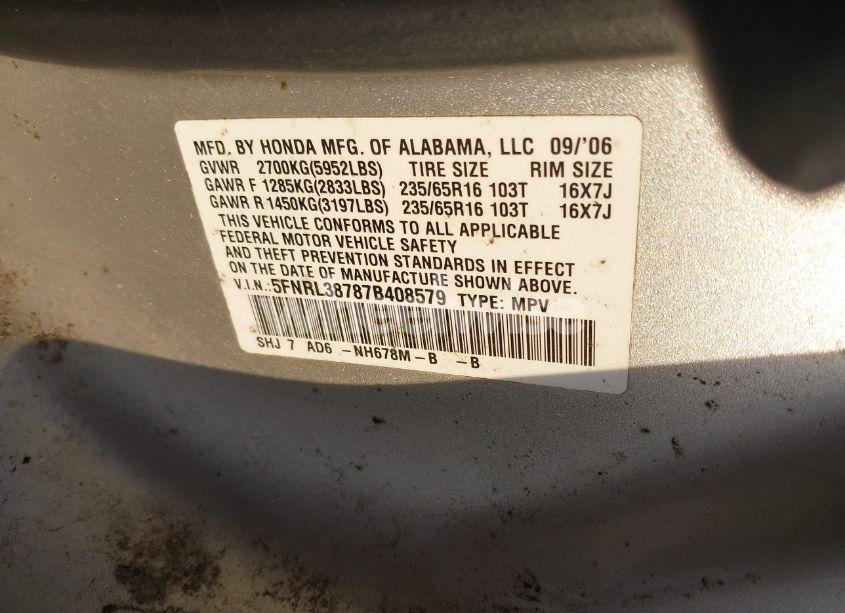 MFD. BY HONDA MFG. OF ALABAMA, LLC 09/'06
GVWR 2700KG(5952LBS) TIRE SIZE RIM SIZE
GAWR F 1285KG(2833LBS) 235/65R16 103T 16X7J
GAWR R 1450KG(3197LBS) 235/65R16 103T 16X7J
THIS VEHICLE CONFORMS TO ALL APPLICABLE
FEDERAL MOTOR VEHICLE SAFETY
AND THEFT PREVENTION STANDARDS IN EFFECT
ON THE DATE OF MANUFACTURE SHOWN ABOVE.
V.I.N.: 5FNRL38787B408579 TYPE: MPV
SHJ 7 AD6 -NH678M-B -B